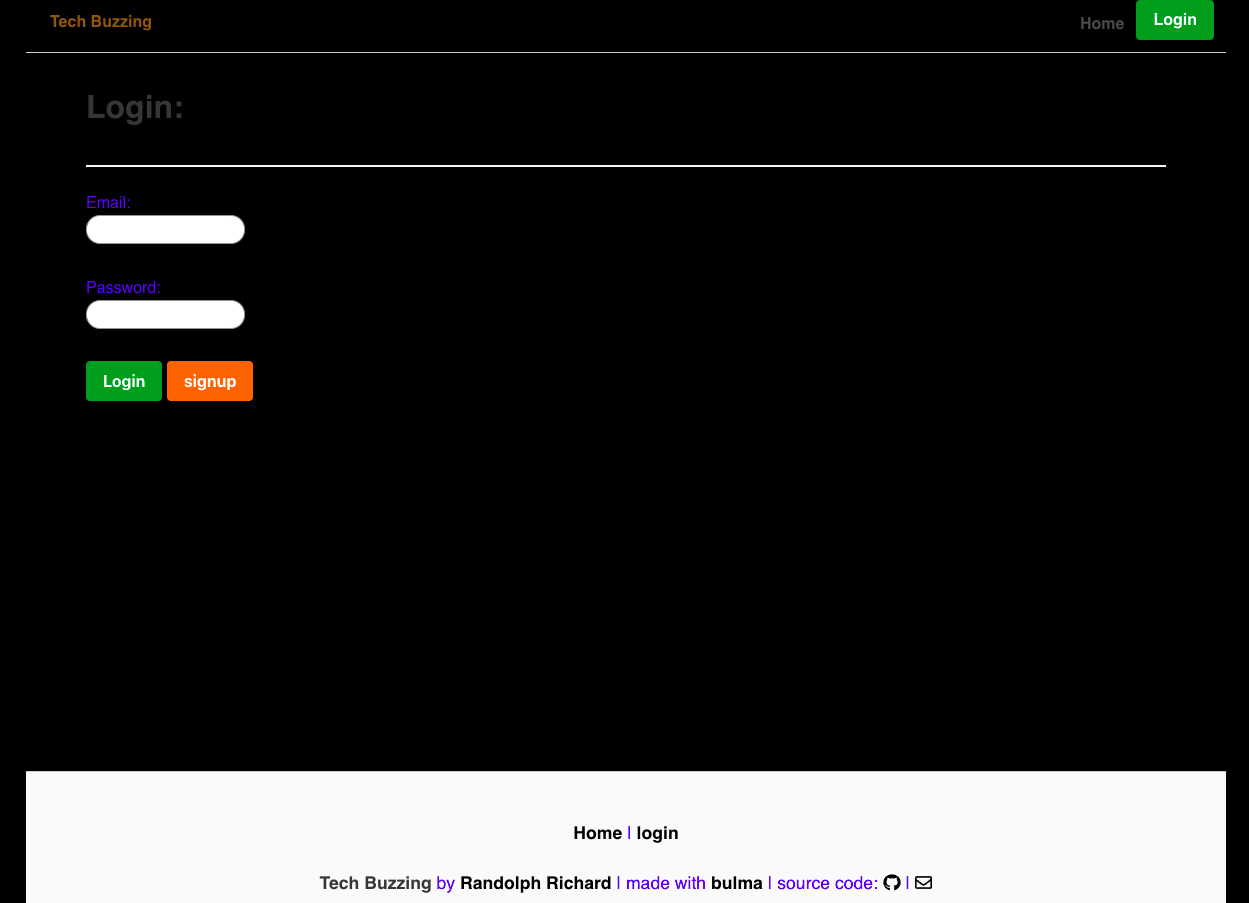 Tech Buzzing Home Login
Login:
Email:
Password:
Login signup
Home | login
Tech Buzzing by Randolph Richard | made with bulma | source code: |